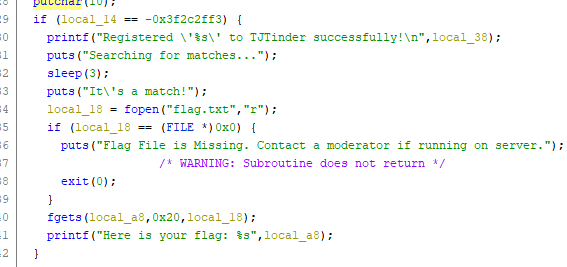 putchar(10);
29 if (local_14 == -0x3f2c2ff3) {
30 printf("Registered \'%s\' to TJTinder successfully!\n",local_38);
31 puts("Searching for matches...");
32 sleep(3);
33 puts("It\'s a match!");
34 local_18 = fopen("flag.txt","r");
35 if (local_18 == (FILE *)0x0) {
36 puts("Flag File is Missing. Contact a moderator if running on server.");
37 /* WARNING: Subroutine does not return */
38 exit(0);
39 }
40 fgets(local_a8,0x20,local_18);
41 printf("Here is your flag: %s",local_a8);
42 }